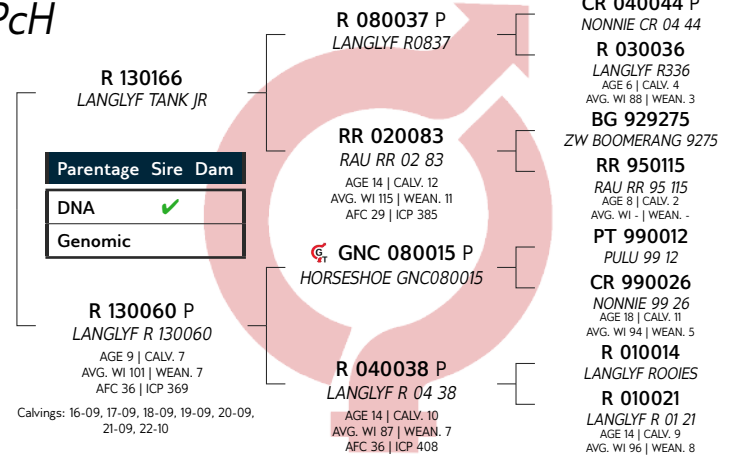 PcH
R 130166
LANGLYF TANK JR
Parentage Sire Dam
DNA ✔
Genomic
R 130060 P
LANGLYF R 130060
AGE 9 | CALV. 7
AVG. WI 101 | WEAN. 7
AFC 36 | ICP 369
Calvings: 16-09, 17-09, 18-09, 19-09, 20-09,
21-09, 22-10
R 080037 P
LANGLYF R0837
RR 020083
RAU RR 02 83
AGE 14 | CALV. 12
AVG. WI 115 | WEAN. 11
AFC 29 | ICP 385
GNC 080015 P
HORSESHOE GNC080015
R 040038 P
LANGLYF R 04 38
AGE 14 | CALV. 10
AVG. WI 87 | WEAN. 7
AFC 36 | ICP 408
CR 040044 P
NONNIE CR 04 44
R 030036
LANGLYF R336
AGE 6 | CALV. 4
AVG. WI 88 | WEAN. 3
BG 929275
ZW BOOMERANG 9275
RR 950115
RAU RR 95 115
AGE 8 | CALV. 2
AVG. WI - | WEAN. -
PT 990012
PULU 99 12
CR 990026
NONNIE 99 26
AGE 18 | CALV. 11
AVG. WI 94 | WEAN. 5
R 010014
LANGLYF ROOIES
R 010021
LANGLYF R 01 21
AGE 14 | CALV. 9
AVG. WI 96 | WEAN. 8